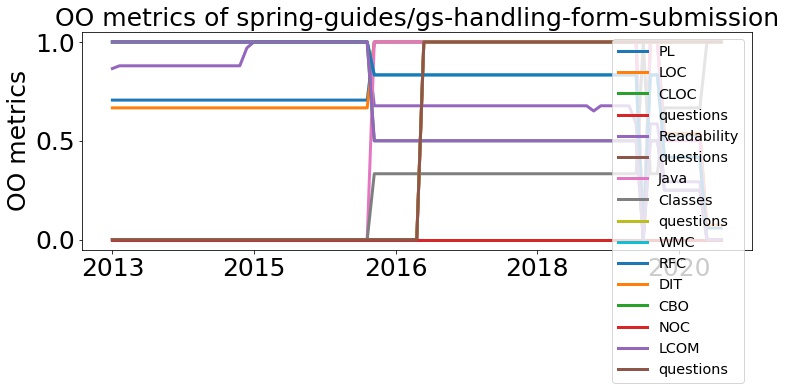 OO metrics of spring-guides/gs-handling-form-submission
OO metrics
1.0
0.5
0.0
2013
2015
2016
2018
2020
PL
LOC
CLOC
questions
Readability
questions
Java
Classes
questions
WMC
RFC
DIT
CBO
NOC
LCOM
questions